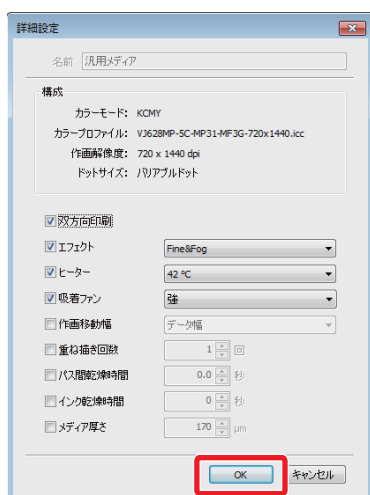 詳細設定
名前 汎用メディア
構成
カラーモード: KCMY
カラープロファイル: VJ628MP-5C-MP31-MF3G-720x1440.icc
作画解像度: 720 x 1440 dpi
ドットサイズ: バリアブルドット
双方向印刷
エフェクト Fine&Fog
ヒーター 42 ℃
吸着ファン 強
作画移動幅 データ幅
重ね描き回数 1 回
パス間乾燥時間 0.0 秒
インク乾燥時間 0 秒
メディア厚さ 170 μm
OK キャンセル